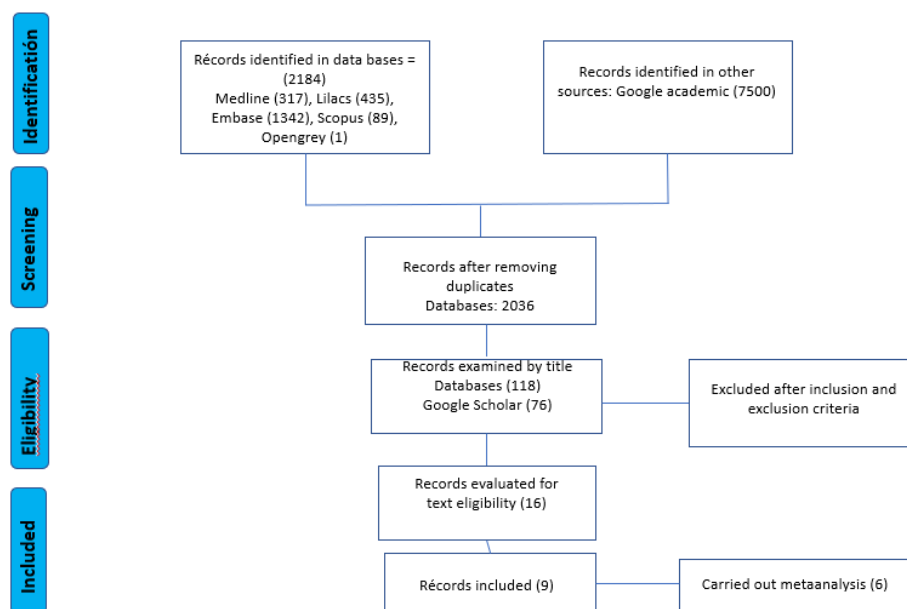 Identificatión
Récords identified in data bases =
(2184)
Medline (317), Lilacs (435),
Embase (1342), Scopus (89),
Opengrey (1)
Records identified in other
sources: Google academic (7500)
Screening
Records after removing
duplicates
Databases: 2036
Eligibility
Records examined by title
Databases (118)
Google Scholar (76)
Excluded after inclusion and
exclusion criteria
Records evaluated for
text eligibility (16)
Included
Récords included (9)
Carried out metaanalysis (6)